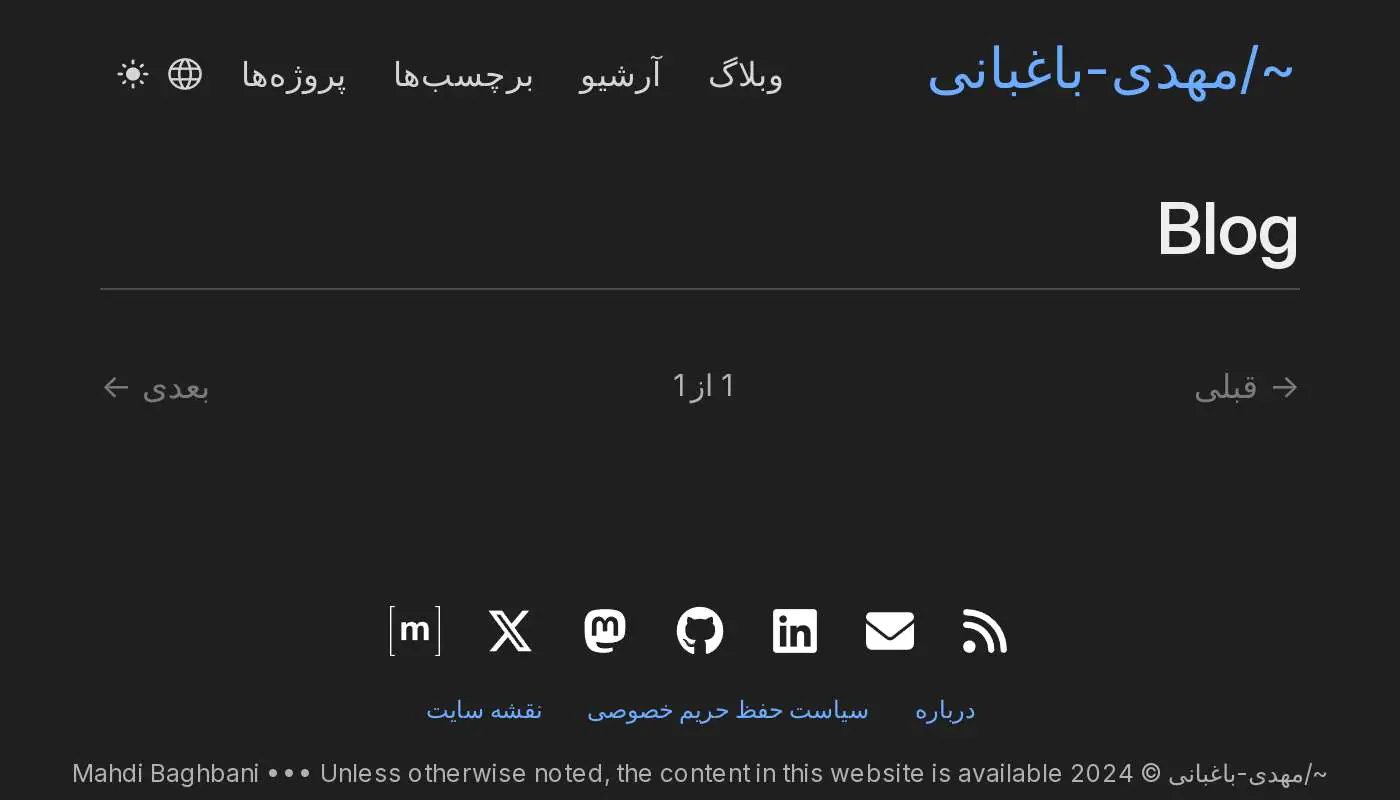 ~/مهدی-باغبانی
وبلاگ آرشیو برچسب‌ها پروژه‌ها
Blog
→ قبلی 1 از 1 بعدی ←
[m]
درباره سیاست حفظ حریم خصوصی نقشه سایت
~/مهدی-باغبانی © 2024 Mahdi Baghbani ••• Unless otherwise noted, the content in this website is available